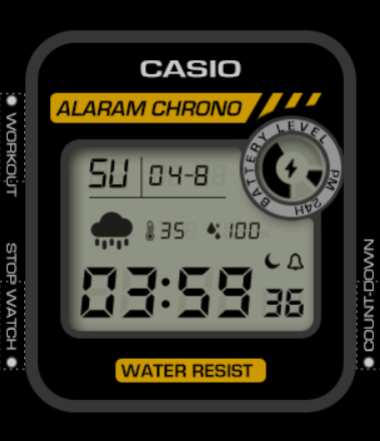 CASIO
ALARAM CHRONO
BATTERY LEVEL
PM
24H
WORKOUT
SU 04-8
35 100
STOP WATCH
COUNT-DOWN
03:59 36
WATER RESIST